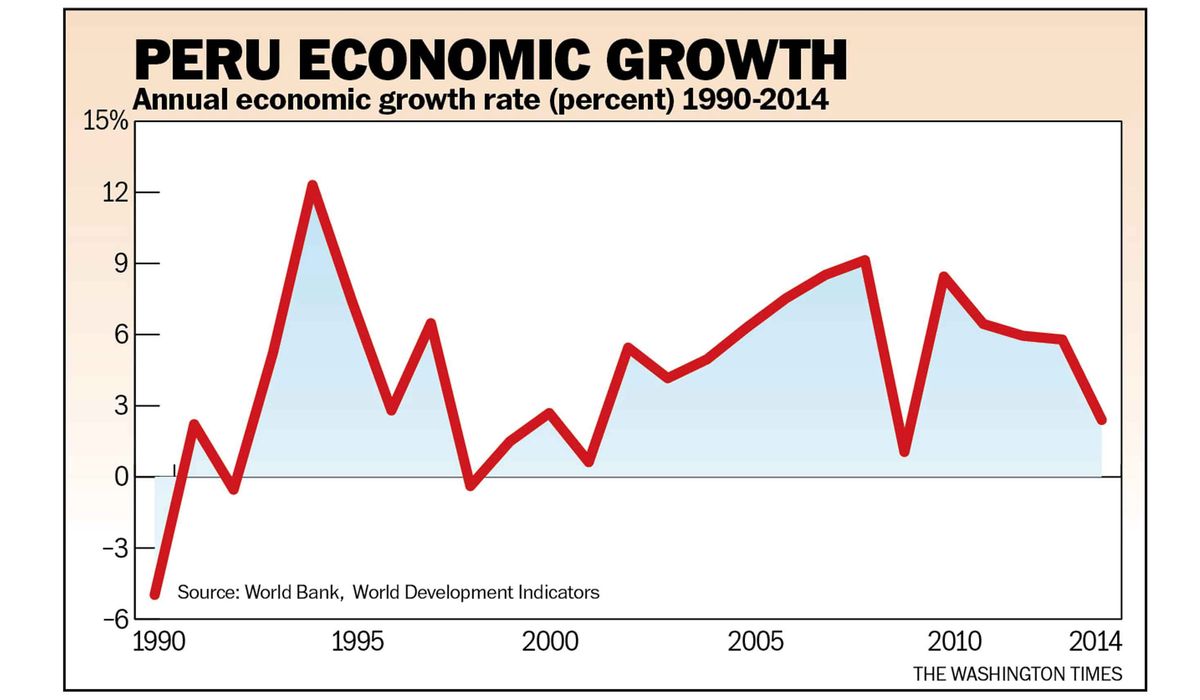 PERU ECONOMIC GROWTH
Annual economic growth rate (percent) 1990-2014
15%
12
9
6
3
0
–3
–6
Source: World Bank, World Development Indicators
1990 1995 2000 2005 2010 2014
THE WASHINGTON TIMES